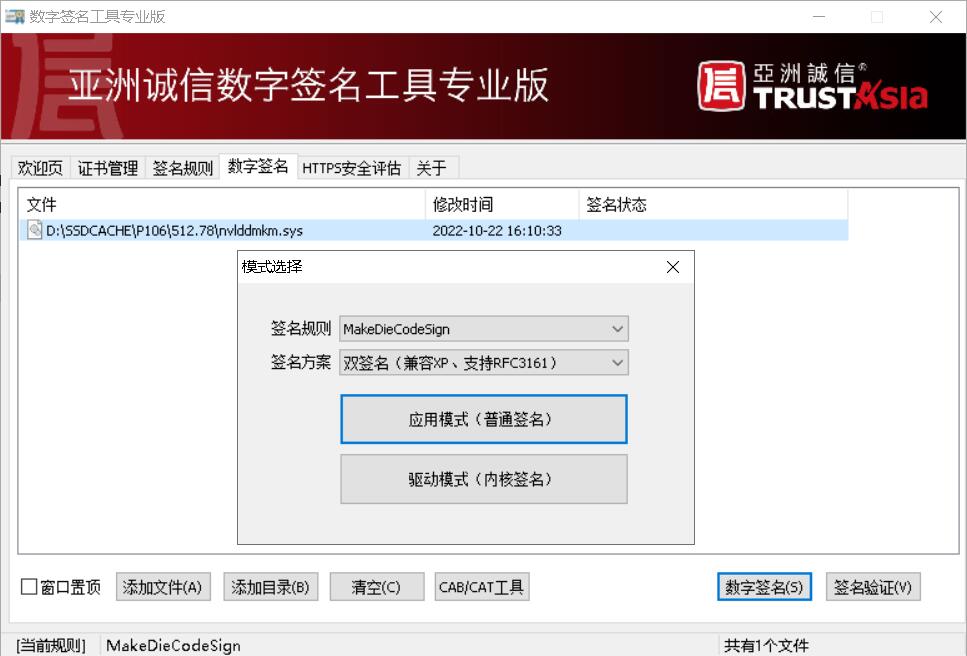 数字签名工具专业版
亚洲诚信数字签名工具专业版
亞洲誠信®
TRUSTAsia
欢迎页 证书管理 签名规则 数字签名 HTTPS安全评估 关于
文件 修改时间 签名状态
D:\SSDCACHE\P106\512.78\nvlddmkm.sys 2022-10-22 16:10:33
模式选择
签名规则 MakeDieCodeSign
签名方案 双签名（兼容XP、支持RFC3161）
应用模式（普通签名）
驱动模式（内核签名）
窗口置顶 添加文件(A) 添加目录(B) 清空(C) CAB/CAT工具 数字签名(S) 签名验证(V)
[当前规则] MakeDieCodeSign 共有1个文件